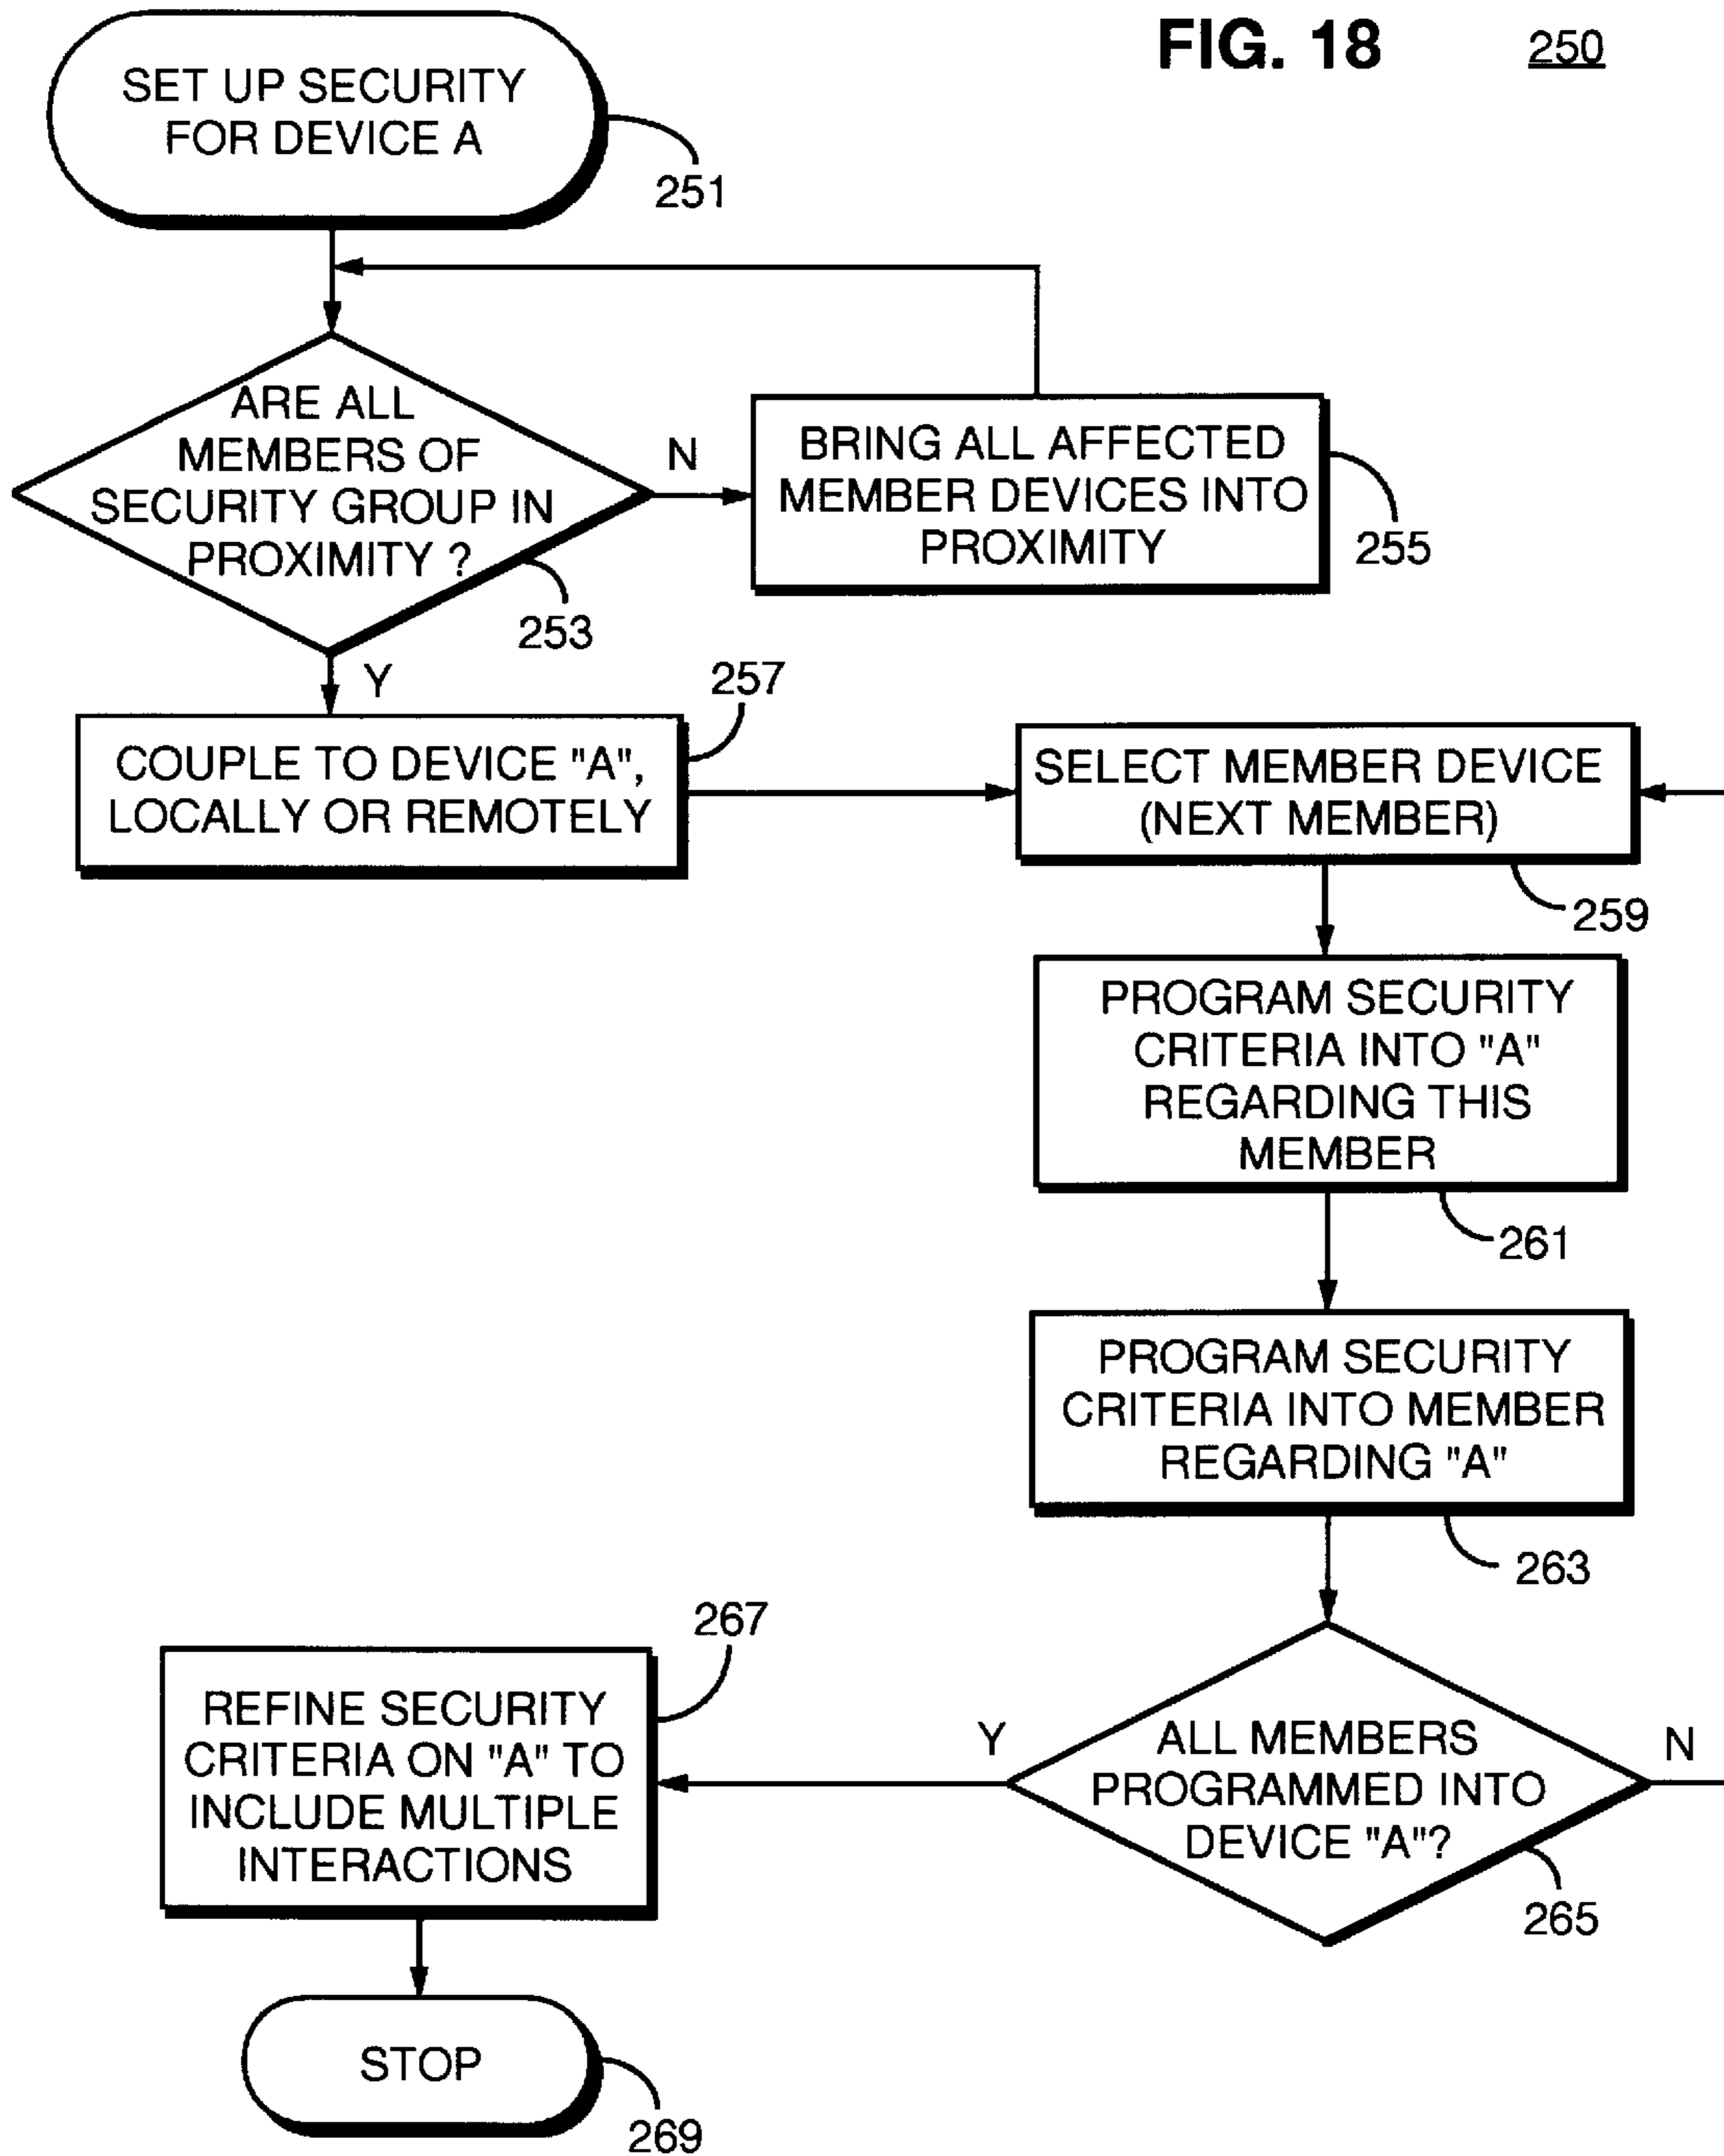 FIG. 18
250
SET UP SECURITY
FOR DEVICE A
251
ARE ALL
MEMBERS OF
SECURITY GROUP IN
PROXIMITY ?
253
N
BRING ALL AFFECTED
MEMBER DEVICES INTO
PROXIMITY
255
Y
COUPLE TO DEVICE "A",
LOCALLY OR REMOTELY
257
SELECT MEMBER DEVICE
(NEXT MEMBER)
259
PROGRAM SECURITY
CRITERIA INTO "A"
REGARDING THIS
MEMBER
261
PROGRAM SECURITY
CRITERIA INTO MEMBER
REGARDING "A"
263
ALL MEMBERS
PROGRAMMED INTO
DEVICE "A"?
265
N
Y
REFINE SECURITY
CRITERIA ON "A" TO
INCLUDE MULTIPLE
INTERACTIONS
267
STOP
269